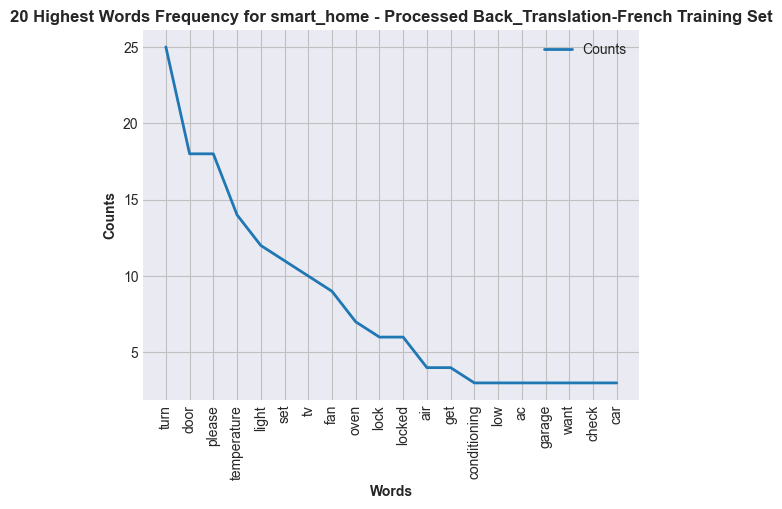 20 Highest Words Frequency for smart_home - Processed Back_Translation-French Training Set
Counts
25
20
15
10
5
Counts
turn
door
please
temperature
light
set
tv
fan
oven
lock
locked
air
get
conditioning
low
ac
garage
want
check
car
Words